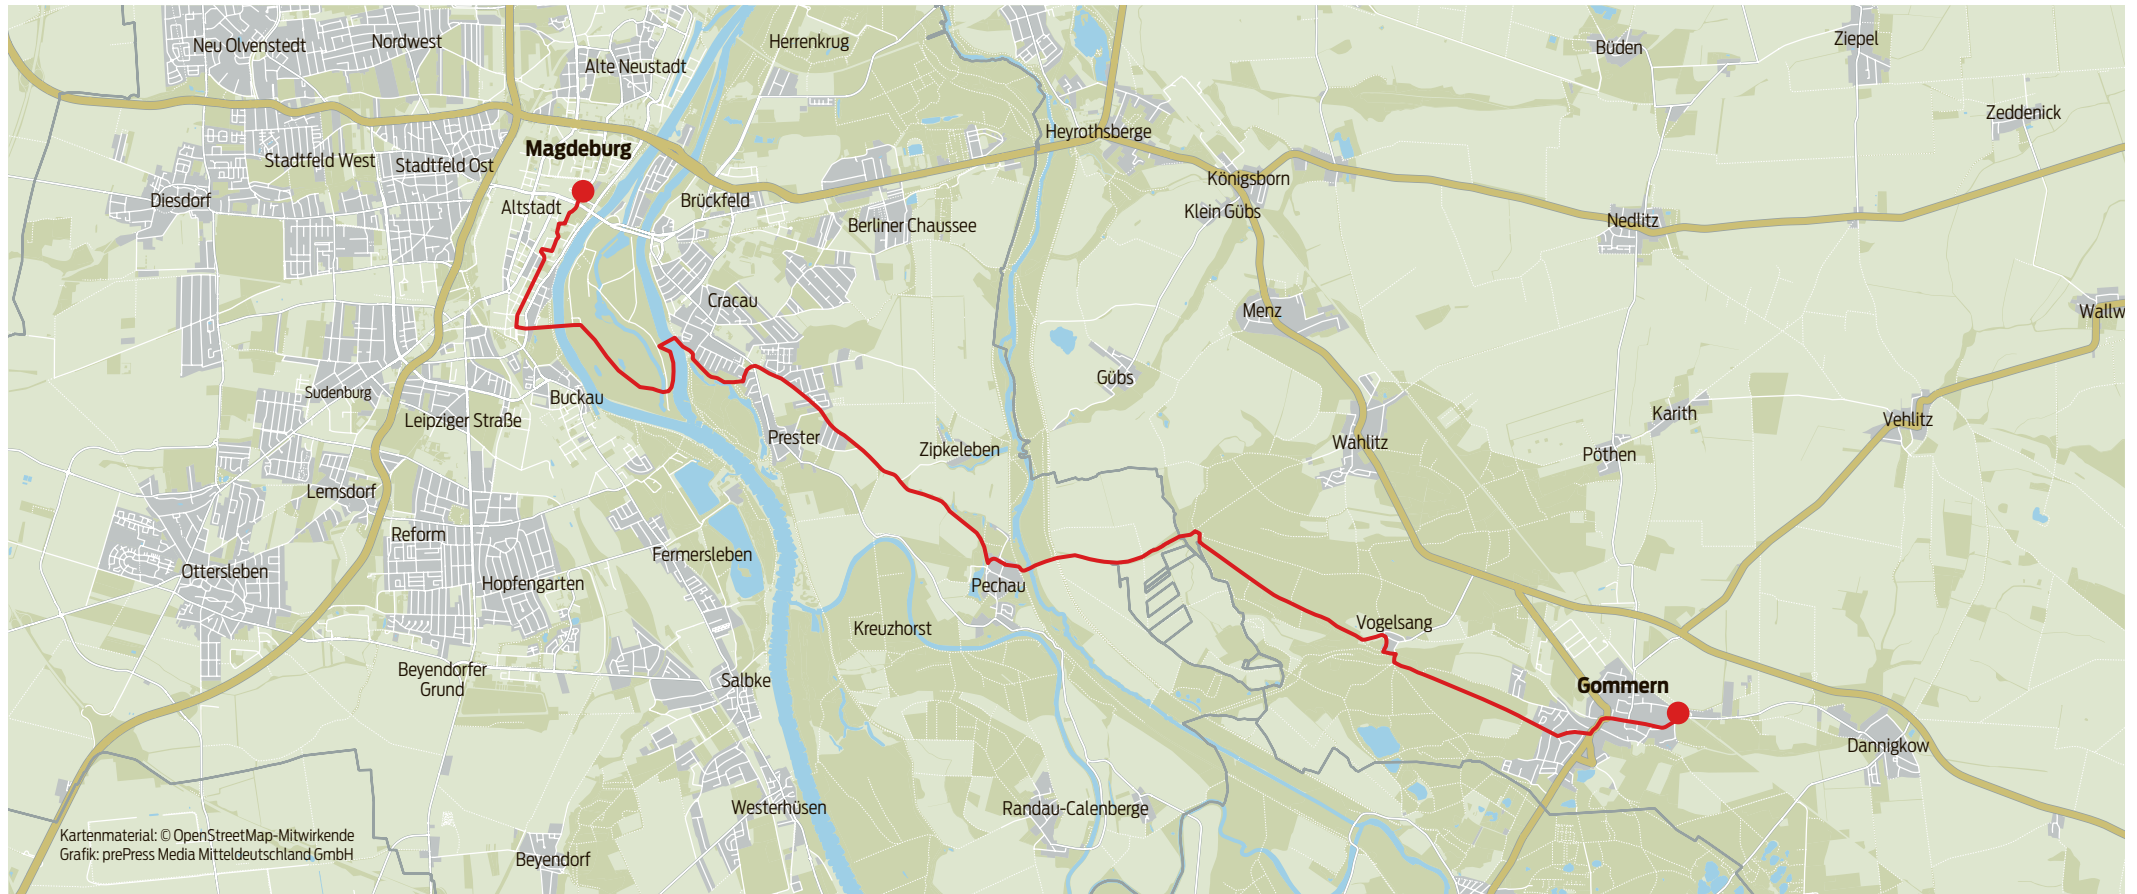 Neu Olvenstedt
Nordwest
Herrenkrug
Büden
Ziepel
Alte Neustadt
Zeddenick
Heyrothsberge
Magdeburg
Stadtfeld West
Stadtfeld Ost
Königsborn
Diesdorf
Altstadt
Brückfeld
Klein Gübs
Berliner Chaussee
Nedlitz
Cracau
Menz
Wallw
Gübs
Sudenburg
Buckau
Leipziger Straße
Karith
Vehlitz
Prester
Zipkeleben
Wahlitz
Pöthen
Lemsdorf
Reform
Fermersleben
Ottersleben
Hopfengarten
Pechau
Kreuzhorst
Vogelsang
Beyendorfer
Grund
Salbke
Gommern
Dannigkow
Westerhüsen
Randau-Calenberge
Kartenmaterial: © OpenStreetMap-Mitwirkende
Grafik: prePress Media Mitteldeutschland GmbH
Beyendorf